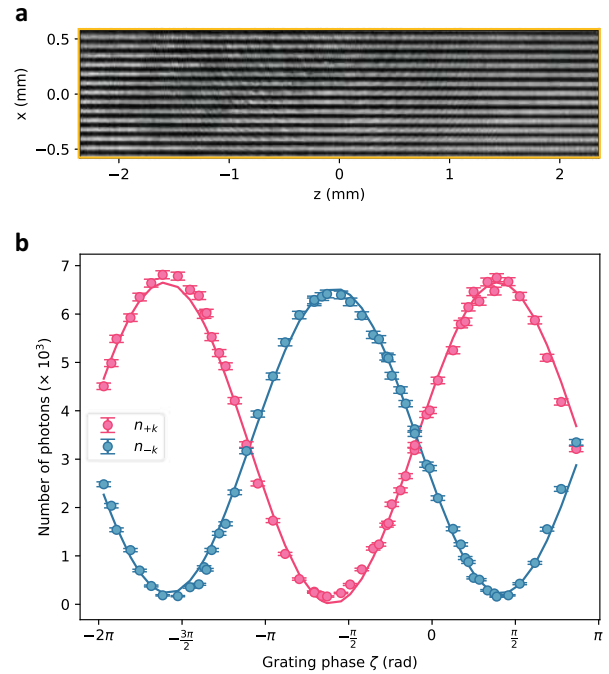 a
0.5
0.0
−0.5
x (mm)
−2
−1
0
1
2
z (mm)
b
7
6
5
4
3
2
1
0
Number of photons (× 10³)
n₊ₖ
n₋ₖ
−2π
−3π/2
−π
−π/2
0
π/2
π
Grating phase ζ (rad)